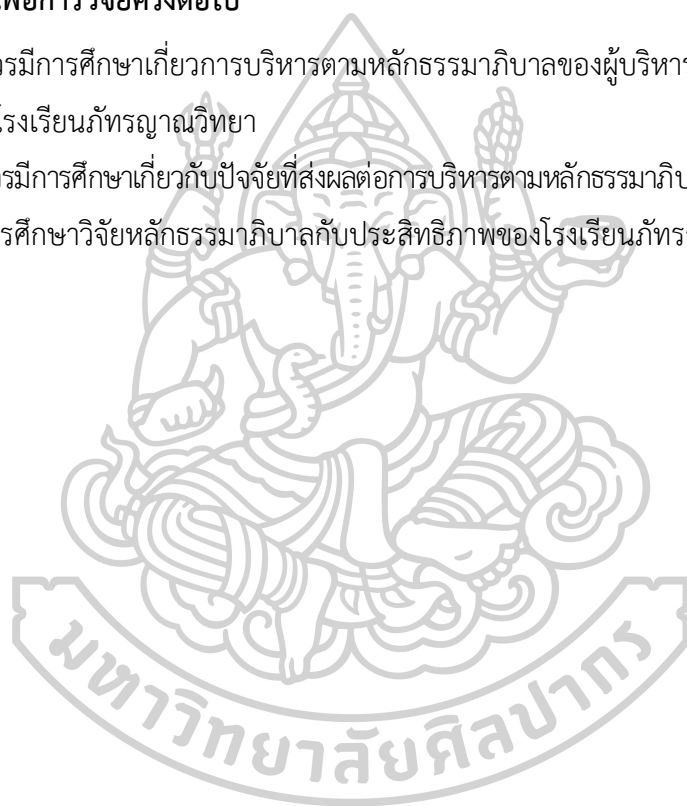 เพื่อการวิจัยครั้งต่อไป
รมีการศึกษาเกี่ยวการบริหารตามหลักธรรมาภิบาลของผู้บริหาร
โรงเรียนภัทรญาณวิทยา
รมีการศึกษาเกี่ยวกับปัจจัยที่ส่งผลต่อการบริหารตามหลักธรรมาภิบ
รศึกษาวิจัยหลักธรรมาภิบาลกับประสิทธิภาพของโรงเรียนภัทร
มหาวิทยาลัยศิลปากร